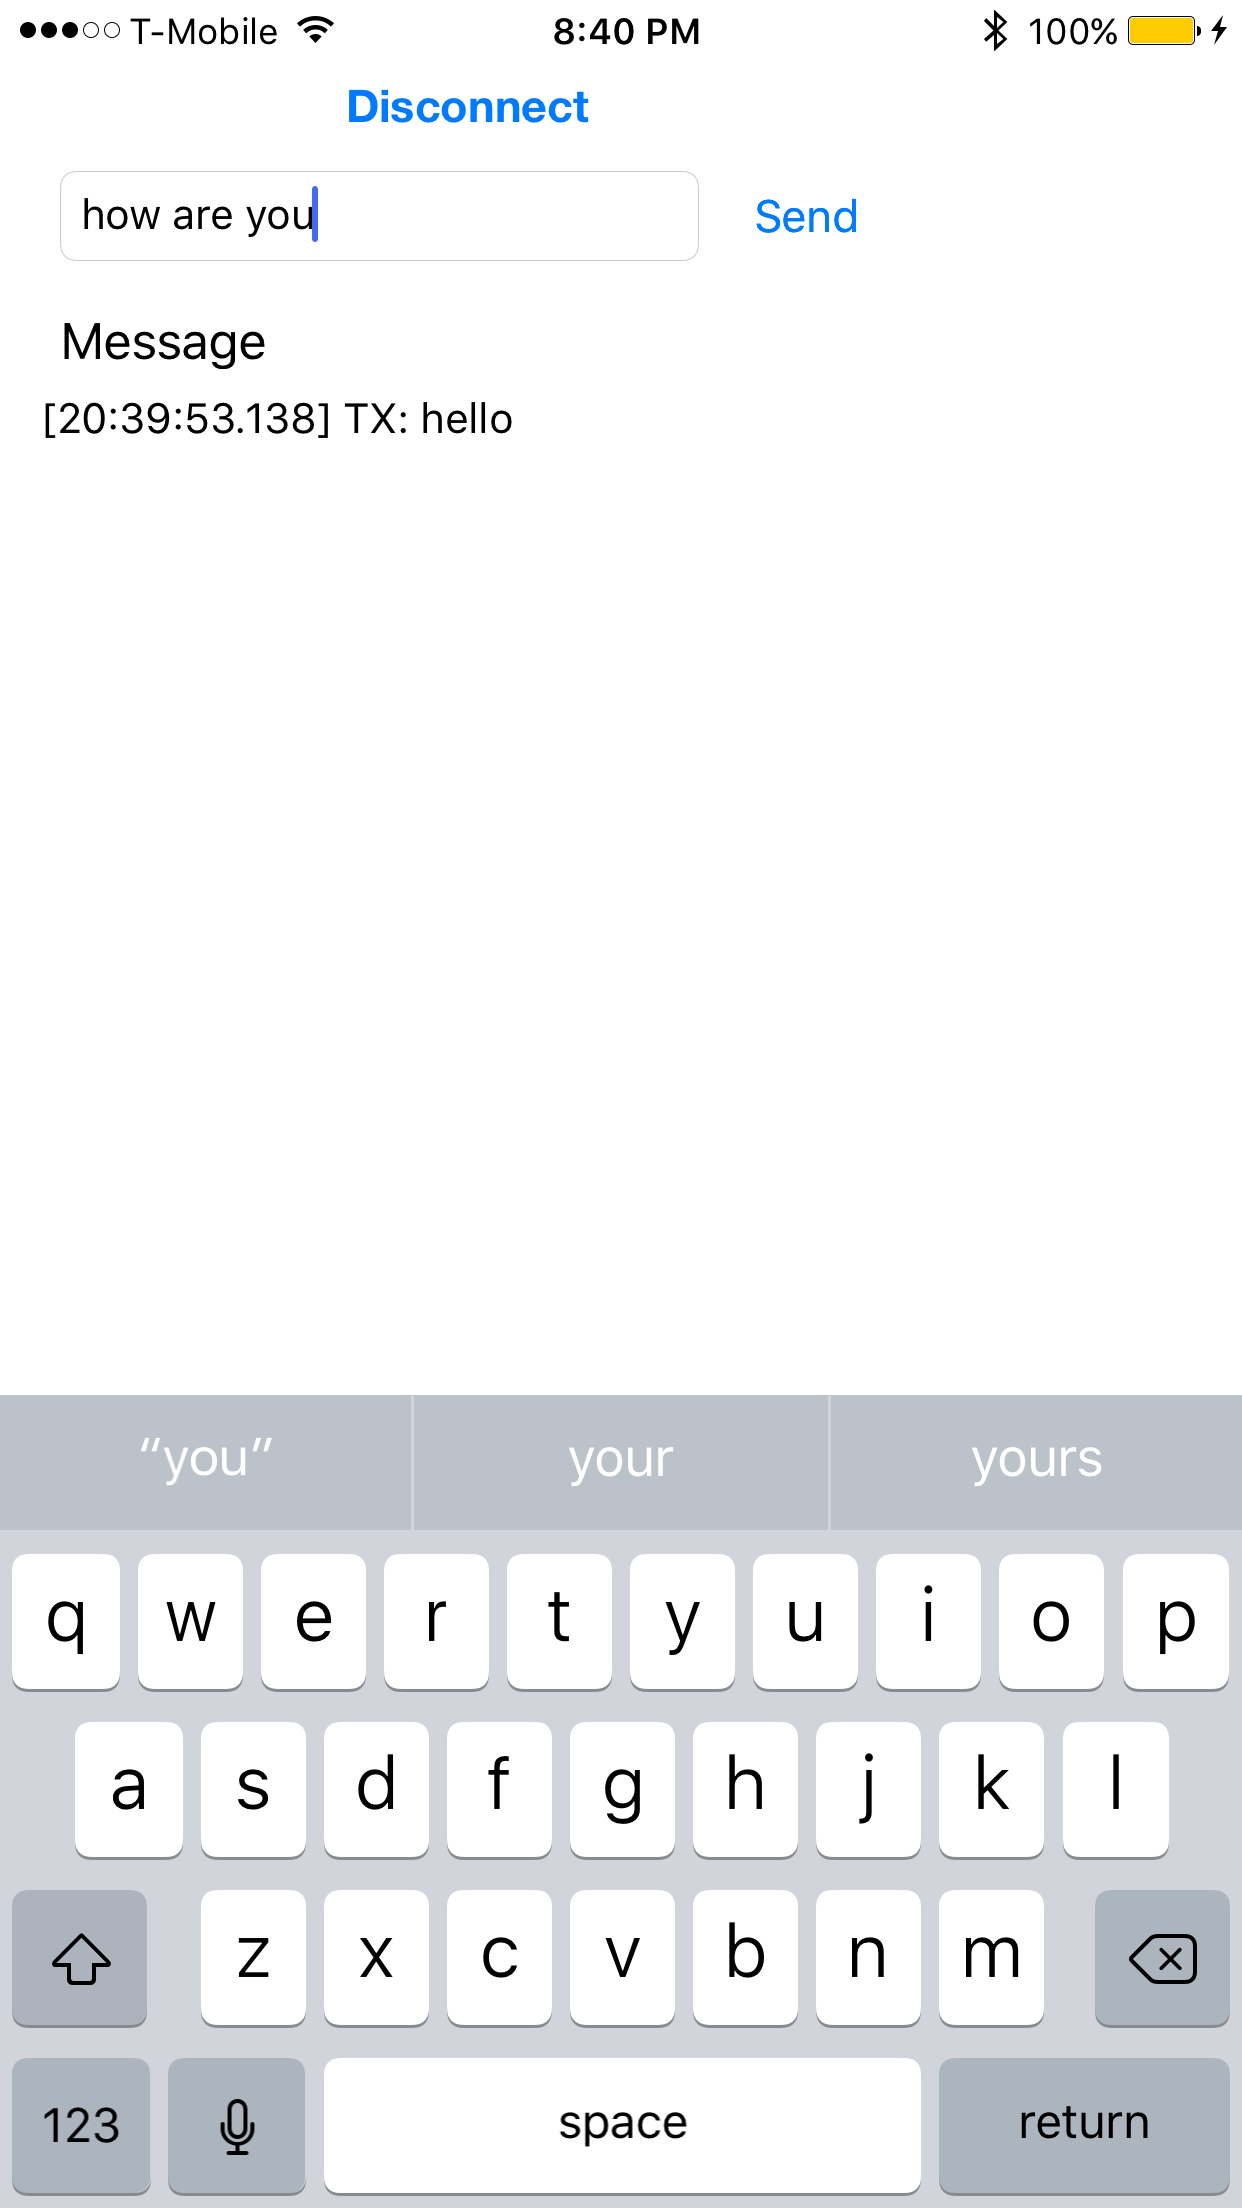 T-Mobile 8:40 PM 100%
Disconnect
how are you Send
Message
[20:39:53.138] TX: hello
“you” your yours
q w e r t y u i o p
a s d f g h j k l
z x c v b n m
123 space return